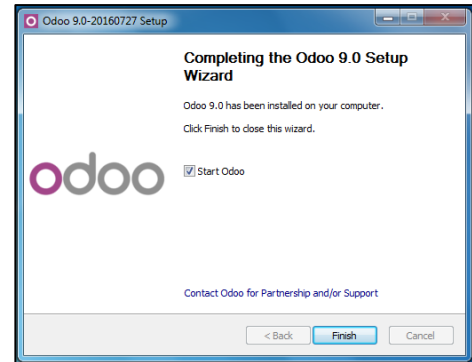 Odoo 9.0-20160727 Setup
Completing the Odoo 9.0 Setup
Wizard
Odoo 9.0 has been installed on your computer.
Click Finish to close this wizard.
odoo
Start Odoo
Contact Odoo for Partnership and/or Support
< Back
Finish
Cancel